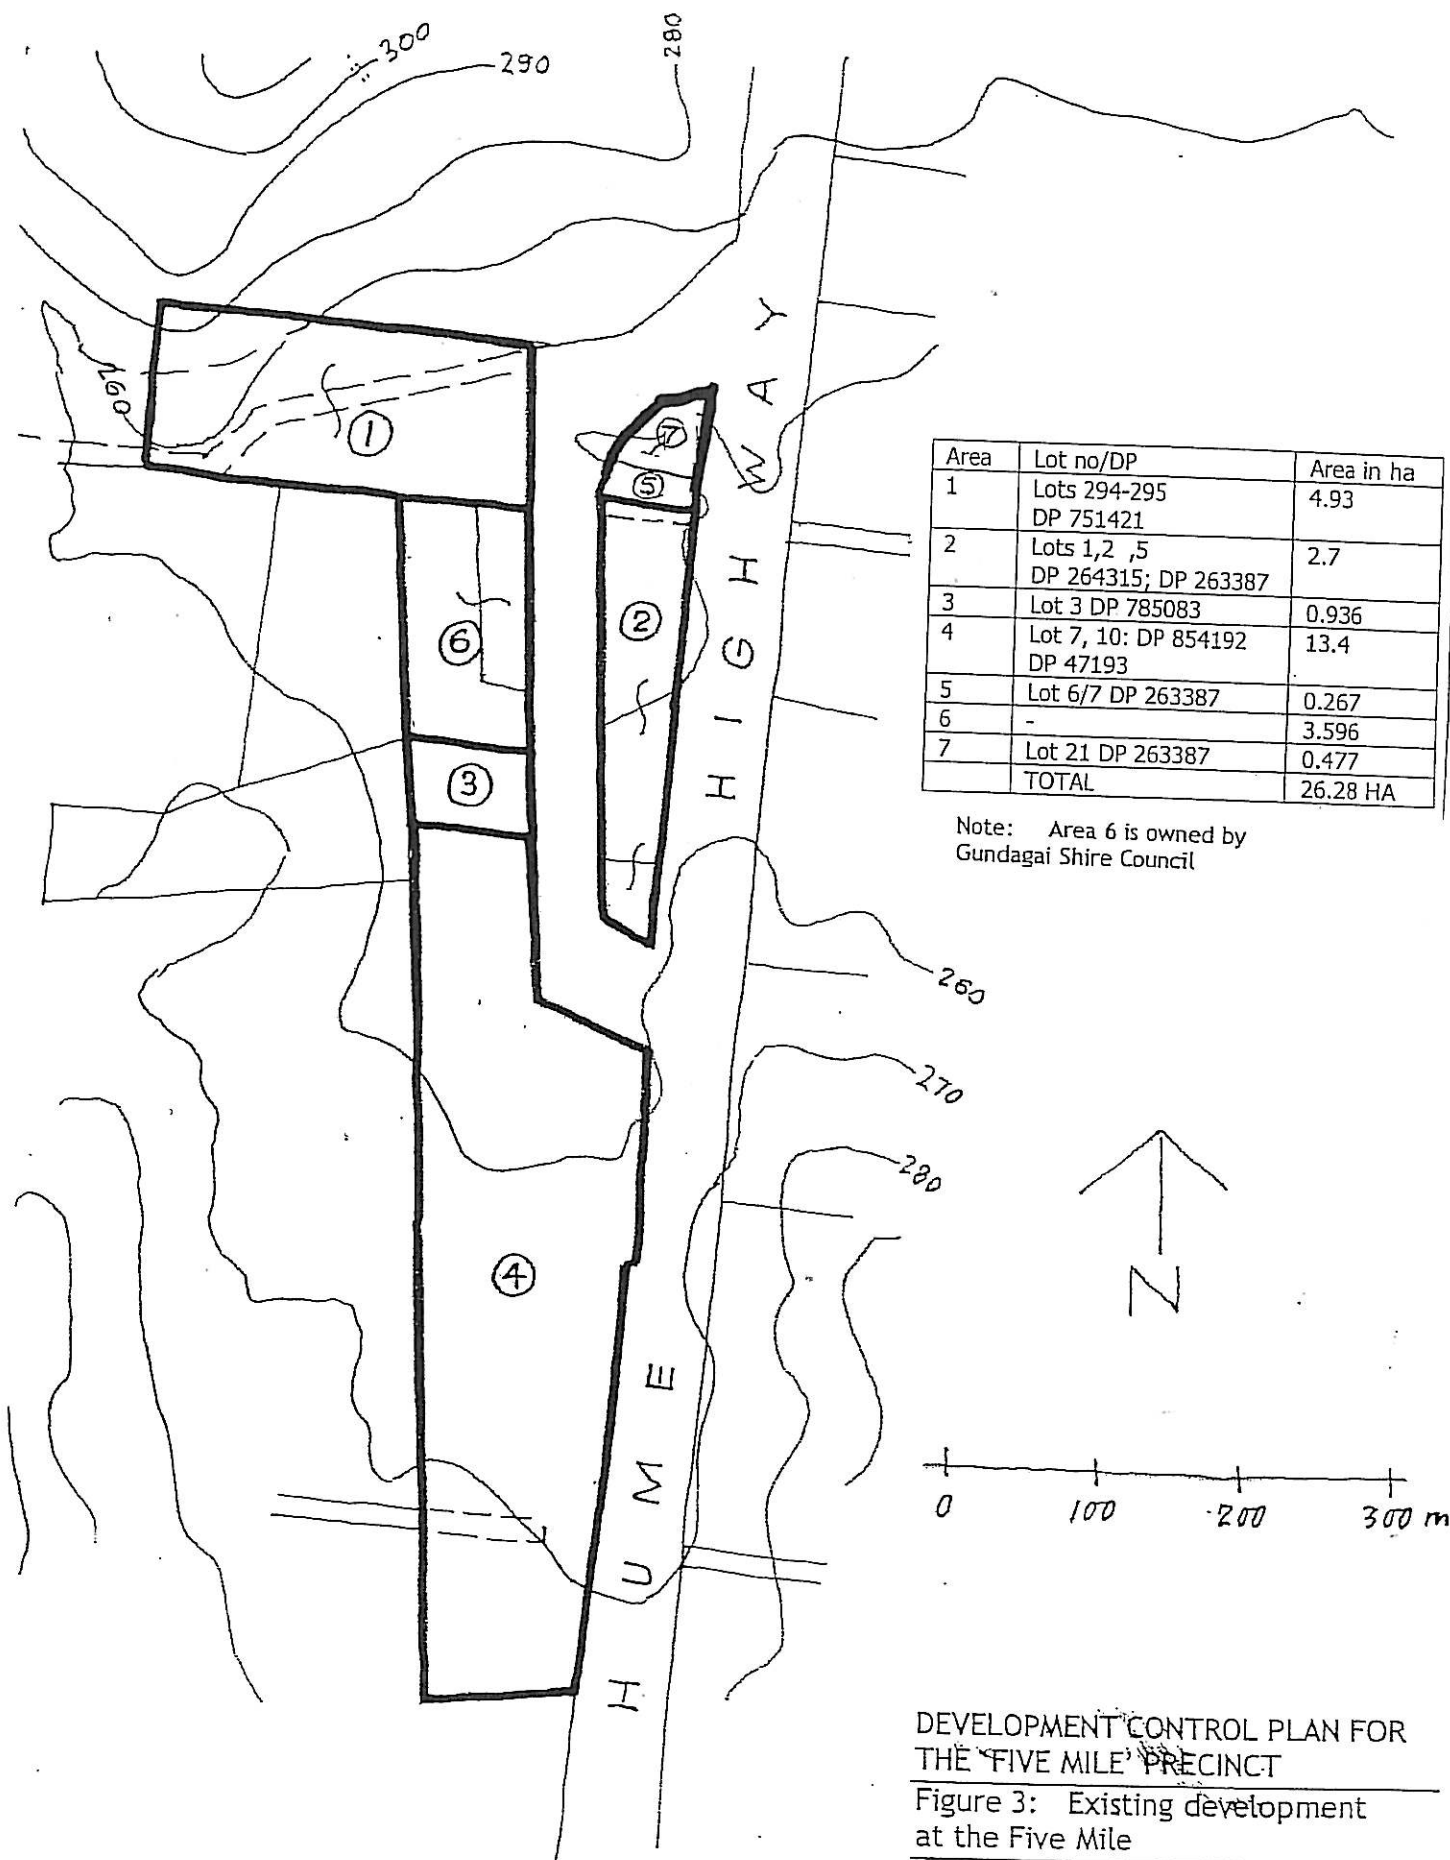 300
290
280
260
1
7
5
2
6
3
4
HUME HIGHWAY
Area Lot no/DP Area in ha
1 Lots 294-295 4.93
DP 751421
2 Lots 1,2 ,5 2.7
DP 264315; DP 263387
3 Lot 3 DP 785083 0.936
4 Lot 7, 10: DP 854192 13.4
DP 47193
5 Lot 6/7 DP 263387 0.267
6 - 3.596
7 Lot 21 DP 263387 0.477
TOTAL 26.28 HA
Note: Area 6 is owned by
Gundagai Shire Council
260
270
280
N
0 100 200 300 m
DEVELOPMENT CONTROL PLAN FOR
THE 'FIVE MILE' PRECINCT
Figure 3: Existing development
at the Five Mile